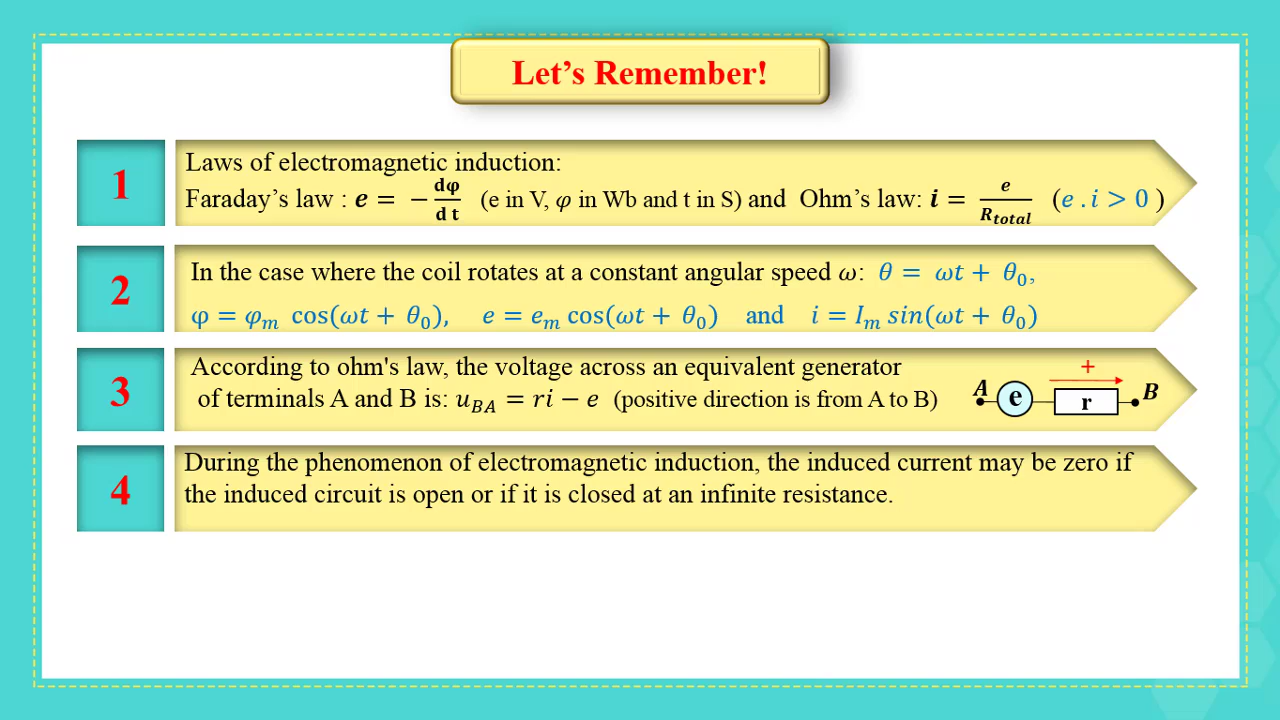 Let's Remember!
1
Laws of electromagnetic induction:
Faraday's law : e = −dφ/d t (e in V, φ in Wb and t in S) and Ohm's law: i = e/R_total (e . i > 0 )
2
In the case where the coil rotates at a constant angular speed ω: θ = ωt + θ₀,
φ = φ_m cos(ωt + θ₀), e = e_m cos(ωt + θ₀) and i = I_m sin(ωt + θ₀)
3
According to ohm's law, the voltage across an equivalent generator
of terminals A and B is: u_BA = ri − e (positive direction is from A to B)
+
A e r B
4
During the phenomenon of electromagnetic induction, the induced current may be zero if
the induced circuit is open or if it is closed at an infinite resistance.